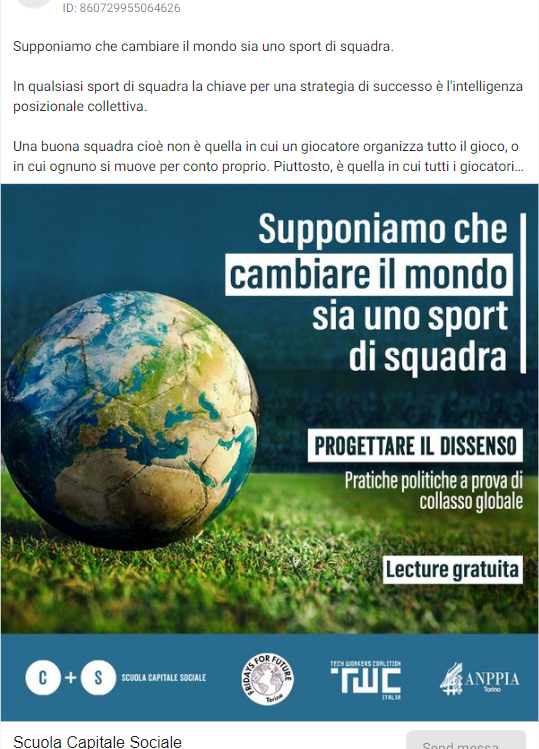 ID: 860729955064626
Supponiamo che cambiare il mondo sia uno sport di squadra.
In qualsiasi sport di squadra la chiave per una strategia di successo è l'intelligenza
posizionale collettiva.
Una buona squadra cioè non è quella in cui un giocatore organizza tutto il gioco, o
in cui ognuno si muove per conto proprio. Piuttosto, è quella in cui tutti i giocatori...
Supponiamo che
cambiare il mondo
sia uno sport
di squadra
PROGETTARE IL DISSENSO
Pratiche politiche a prova di
collasso globale
Lecture gratuita
C + S SCUOLA CAPITALE SOCIALE
FRIDAYS FOR FUTURE
Torino
TECH WORKERS COALITION
TWC
ITALIA
ANPPIA
Torino
Scuola Capitale Sociale
Send messa